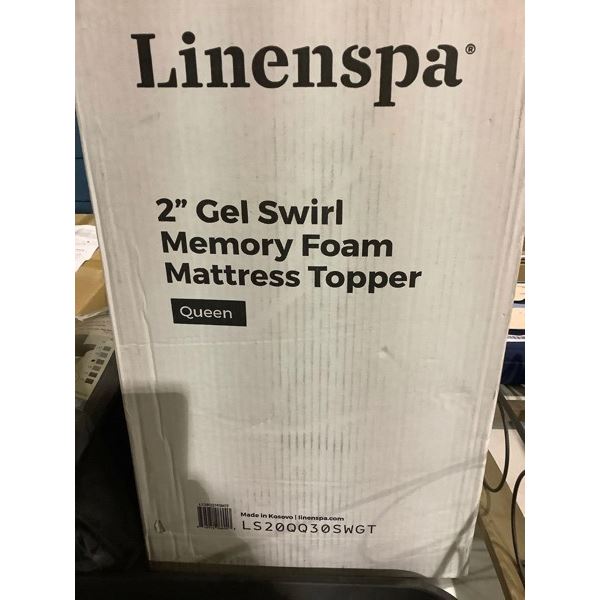 Linenspa®
2” Gel Swirl
Memory Foam
Mattress Topper
Queen
Made in Kosovo | linenspa.com
LS20QQ30SWGT